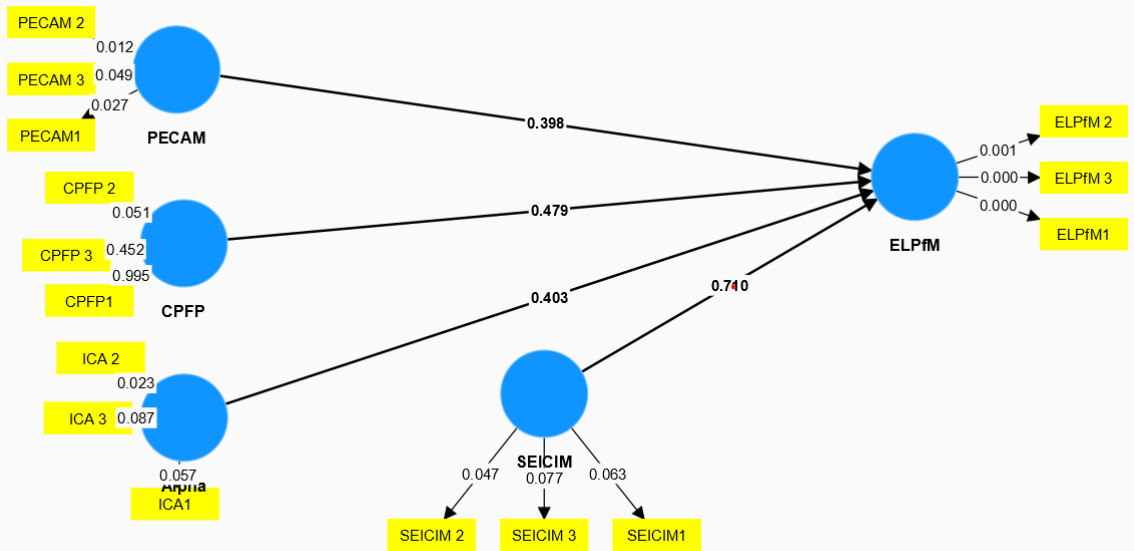 PECAM 2
0.012
PECAM 3
0.049
0.027
PECAM1
PECAM
0.398
CPFP 2
0.051
CPFP 3
0.452
0.995
CPFP1
CPFP
0.479
ICA 2
0.023
ICA 3
0.087
0.057
Alpha
ICA1
0.403
0.710
SEICIM
0.047
0.077
0.063
SEICIM 2
SEICIM 3
SEICIM1
ELPfM
0.001
0.000
0.000
ELPfM 2
ELPfM 3
ELPfM1